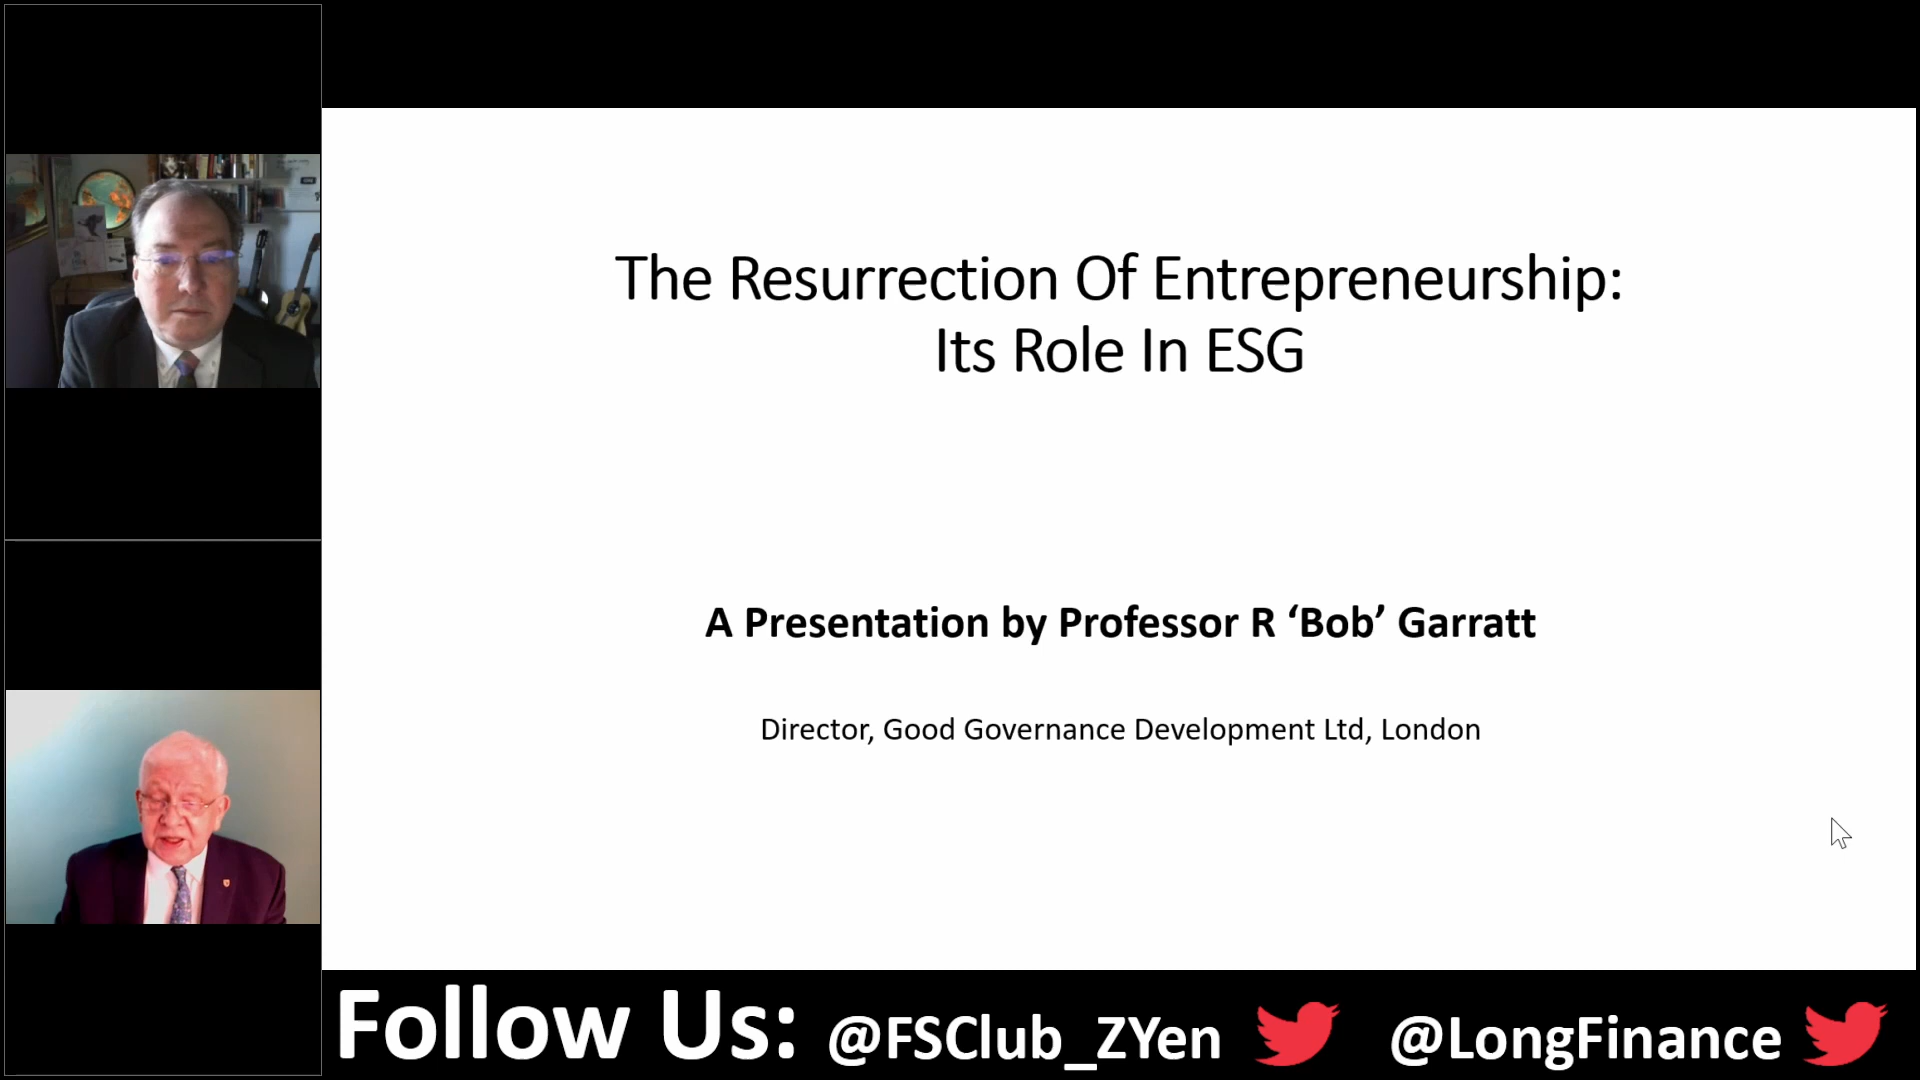 The Resurrection Of Entrepreneurship:
Its Role In ESG
A Presentation by Professor R ‘Bob’ Garratt
Director, Good Governance Development Ltd, London
Follow Us: @FSClub_ZYen @LongFinance